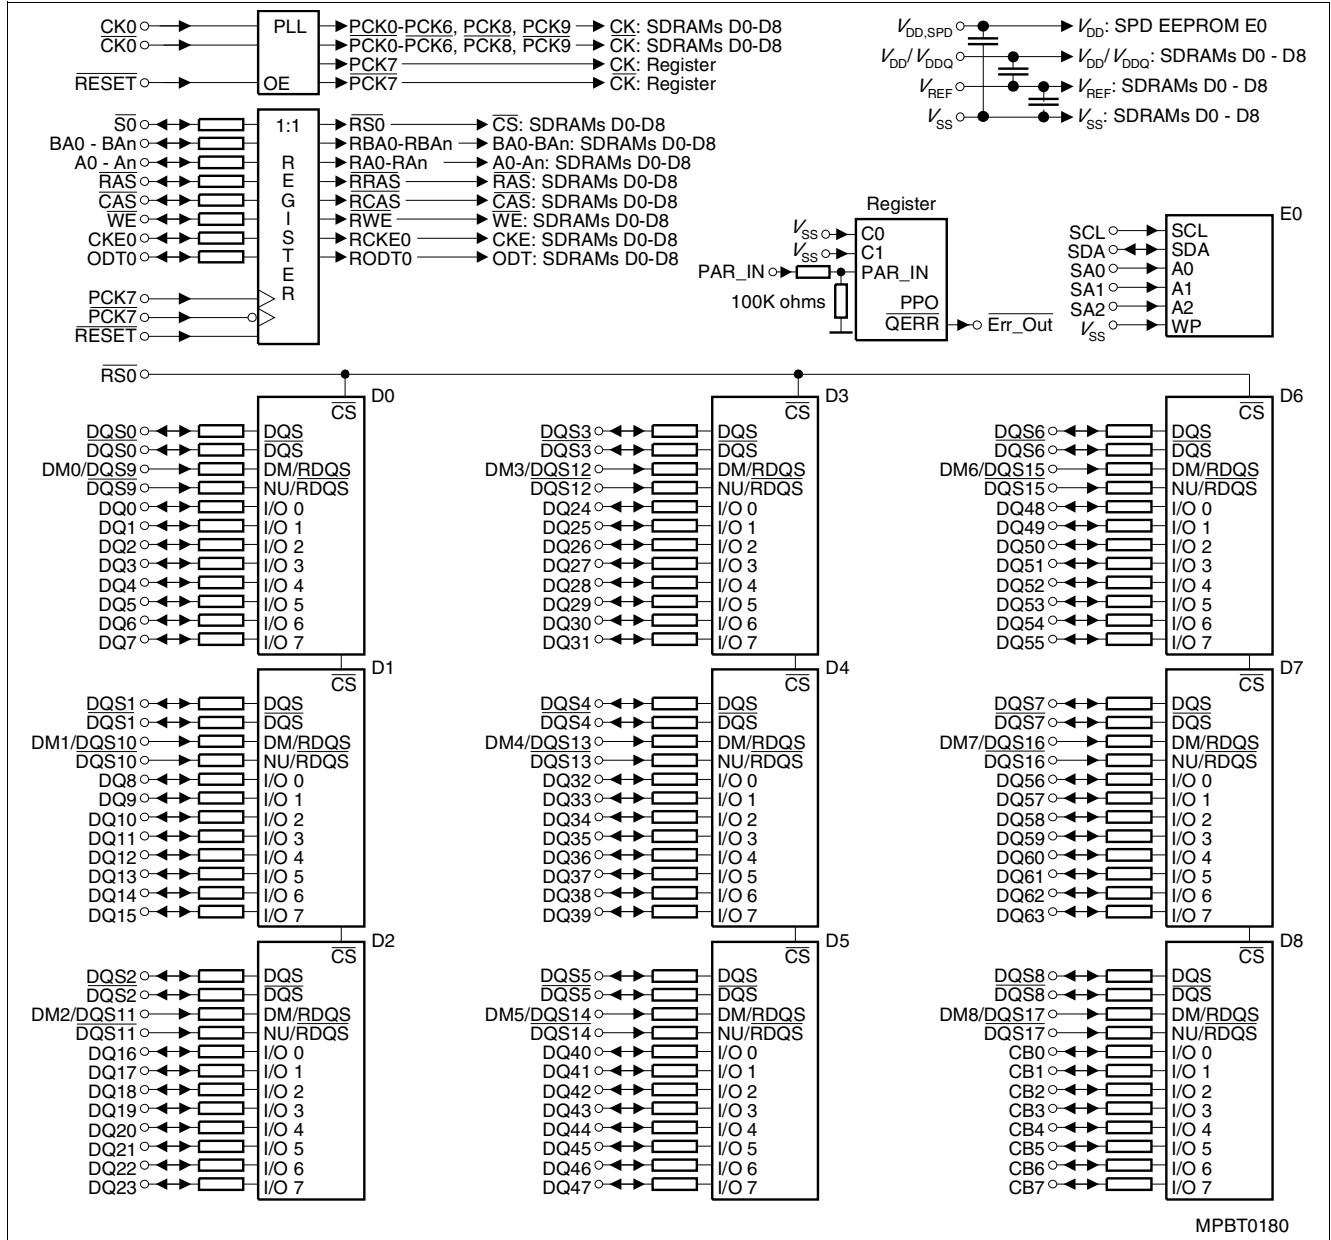 CK0 PLL PCK0-PCK6, PCK8, PCK9 CK: SDRAMs D0-D8
CK0 PCK0-PCK6, PCK8, PCK9 CK: SDRAMs D0-D8
PCK7 CK: Register
RESET OE PCK7 CK: Register
VDD,SPD VDD: SPD EEPROM E0
VDD/ VDDQ VDD/ VDDQ: SDRAMs D0 - D8
VREF VREF: SDRAMs D0 - D8
VSS VSS: SDRAMs D0 - D8
1:1 REGISTER
S0 RS0 CS: SDRAMs D0-D8
BA0 - BAn RBA0-RBAn BA0-BAn: SDRAMs D0-D8
A0 - An RA0-RAn A0-An: SDRAMs D0-D8
RAS RRAS RAS: SDRAMs D0-D8
CAS RCAS CAS: SDRAMs D0-D8
WE RWE WE: SDRAMs D0-D8
CKE0 RCKE0 CKE: SDRAMs D0-D8
ODT0 RODT0 ODT: SDRAMs D0-D8
PCK7
PCK7
RESET
Register
VSS C0
VSS C1
PAR_IN PAR_IN
100K ohms PPO
QERR Err_Out
E0
SCL SCL
SDA SDA
SA0 A0
SA1 A1
SA2 A2
VSS WP
RS0
D0
CS
DQS0 DQS
DQS0 DQS
DM0/DQS9 DM/RDQS
DQS9 NU/RDQS
DQ0 I/O 0
DQ1 I/O 1
DQ2 I/O 2
DQ3 I/O 3
DQ4 I/O 4
DQ5 I/O 5
DQ6 I/O 6
DQ7 I/O 7
D1
CS
DQS1 DQS
DQS1 DQS
DM1/DQS10 DM/RDQS
DQS10 NU/RDQS
DQ8 I/O 0
DQ9 I/O 1
DQ10 I/O 2
DQ11 I/O 3
DQ12 I/O 4
DQ13 I/O 5
DQ14 I/O 6
DQ15 I/O 7
D2
CS
DQS2 DQS
DQS2 DQS
DM2/DQS11 DM/RDQS
DQS11 NU/RDQS
DQ16 I/O 0
DQ17 I/O 1
DQ18 I/O 2
DQ19 I/O 3
DQ20 I/O 4
DQ21 I/O 5
DQ22 I/O 6
DQ23 I/O 7
D3
CS
DQS3 DQS
DQS3 DQS
DM3/DQS12 DM/RDQS
DQS12 NU/RDQS
DQ24 I/O 0
DQ25 I/O 1
DQ26 I/O 2
DQ27 I/O 3
DQ28 I/O 4
DQ29 I/O 5
DQ30 I/O 6
DQ31 I/O 7
D4
CS
DQS4 DQS
DQS4 DQS
DM4/DQS13 DM/RDQS
DQS13 NU/RDQS
DQ32 I/O 0
DQ33 I/O 1
DQ34 I/O 2
DQ35 I/O 3
DQ36 I/O 4
DQ37 I/O 5
DQ38 I/O 6
DQ39 I/O 7
D5
CS
DQS5 DQS
DQS5 DQS
DM5/DQS14 DM/RDQS
DQS14 NU/RDQS
DQ40 I/O 0
DQ41 I/O 1
DQ42 I/O 2
DQ43 I/O 3
DQ44 I/O 4
DQ45 I/O 5
DQ46 I/O 6
DQ47 I/O 7
D6
CS
DQS6 DQS
DQS6 DQS
DM6/DQS15 DM/RDQS
DQS15 NU/RDQS
DQ48 I/O 0
DQ49 I/O 1
DQ50 I/O 2
DQ51 I/O 3
DQ52 I/O 4
DQ53 I/O 5
DQ54 I/O 6
DQ55 I/O 7
D7
CS
DQS7 DQS
DQS7 DQS
DM7/DQS16 DM/RDQS
DQS16 NU/RDQS
DQ56 I/O 0
DQ57 I/O 1
DQ58 I/O 2
DQ59 I/O 3
DQ60 I/O 4
DQ61 I/O 5
DQ62 I/O 6
DQ63 I/O 7
D8
CS
DQS8 DQS
DQS8 DQS
DM8/DQS17 DM/RDQS
DQS17 NU/RDQS
CB0 I/O 0
CB1 I/O 1
CB2 I/O 2
CB3 I/O 3
CB4 I/O 4
CB5 I/O 5
CB6 I/O 6
CB7 I/O 7
MPBT0180